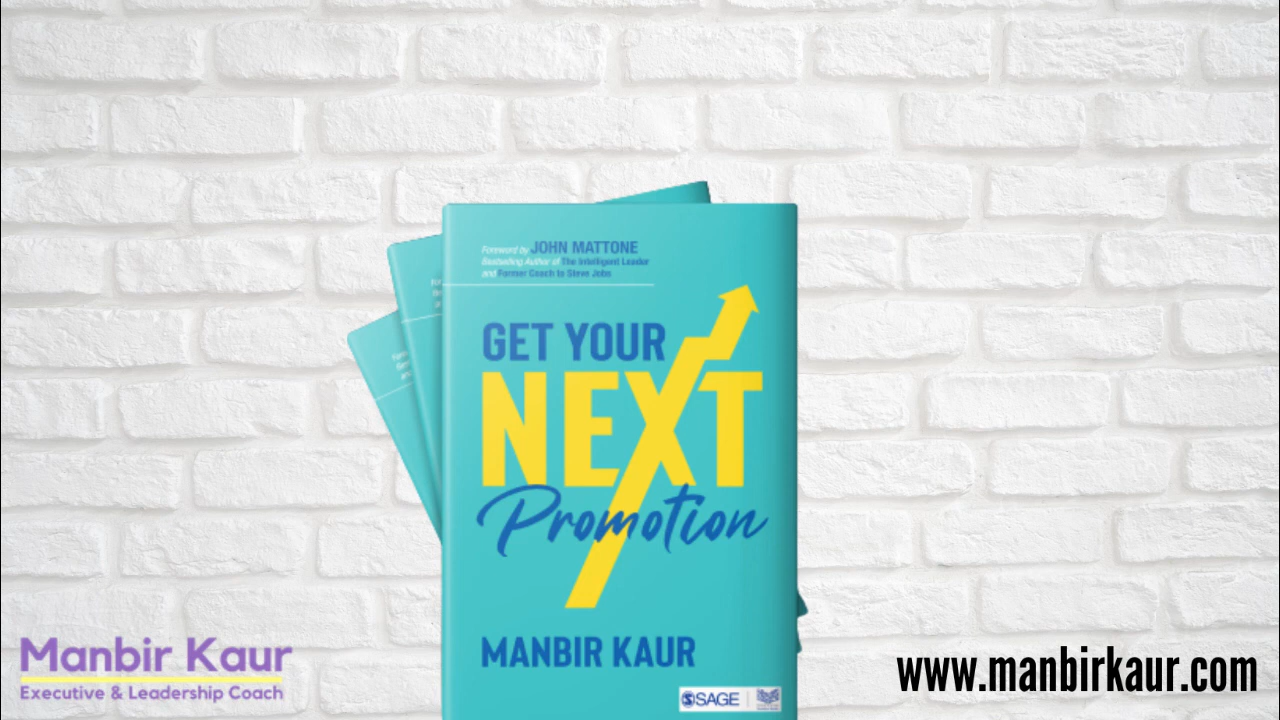 Foreword by JOHN MATTONE
Bestselling Author of The Intelligent Leader
and Former Coach to Steve Jobs
GET YOUR
NEXT
Promotion
MANBIR KAUR
SAGE
Manbir Kaur
Executive & Leadership Coach
www.manbirkaur.com